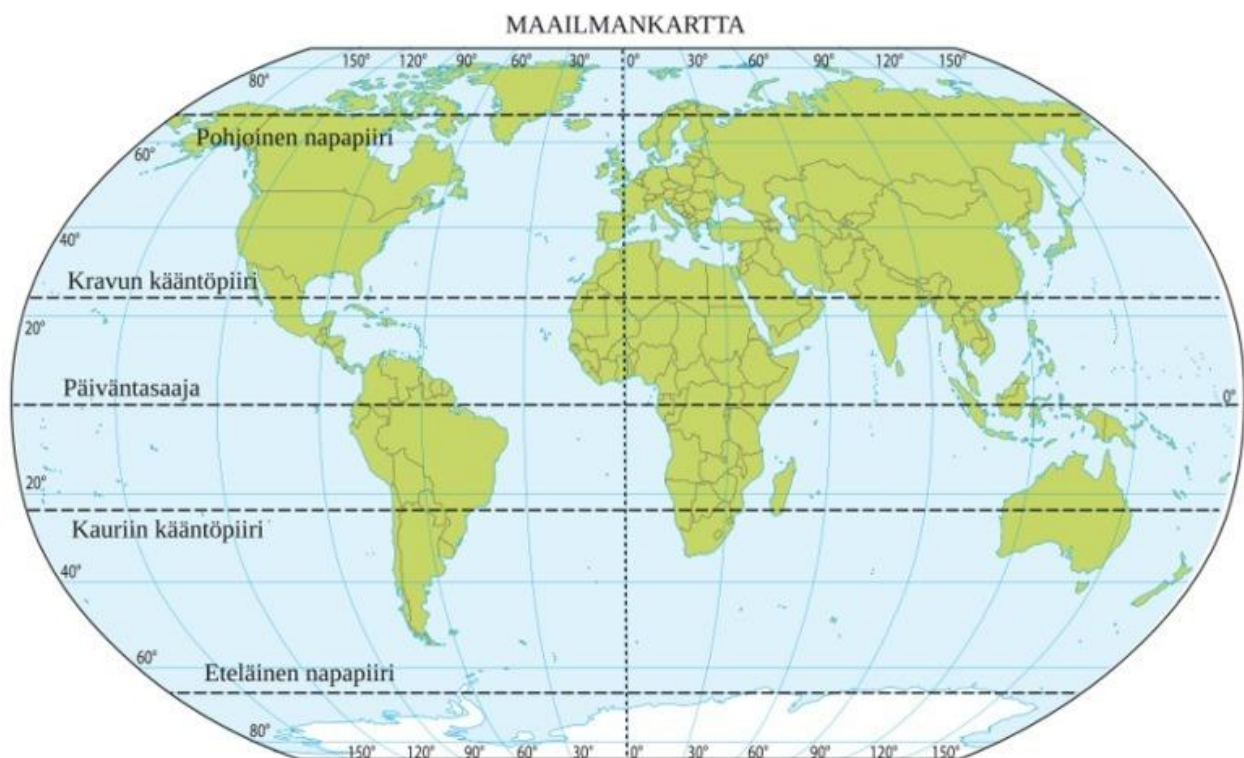 MAAILMANKARTTA
150° 120° 90° 60° 30° 0° 30° 60° 90° 120° 150°
80°
Pohjoinen napapiiri
60°
40°
Kravun kääntöpiiri
20°
Päiväntasaaja
0°
20°
Kauriin kääntöpiiri
40°
60°
Eteläinen napapiiri
80°
150° 120° 90° 60° 30° 0° 30° 60° 90° 120° 150°